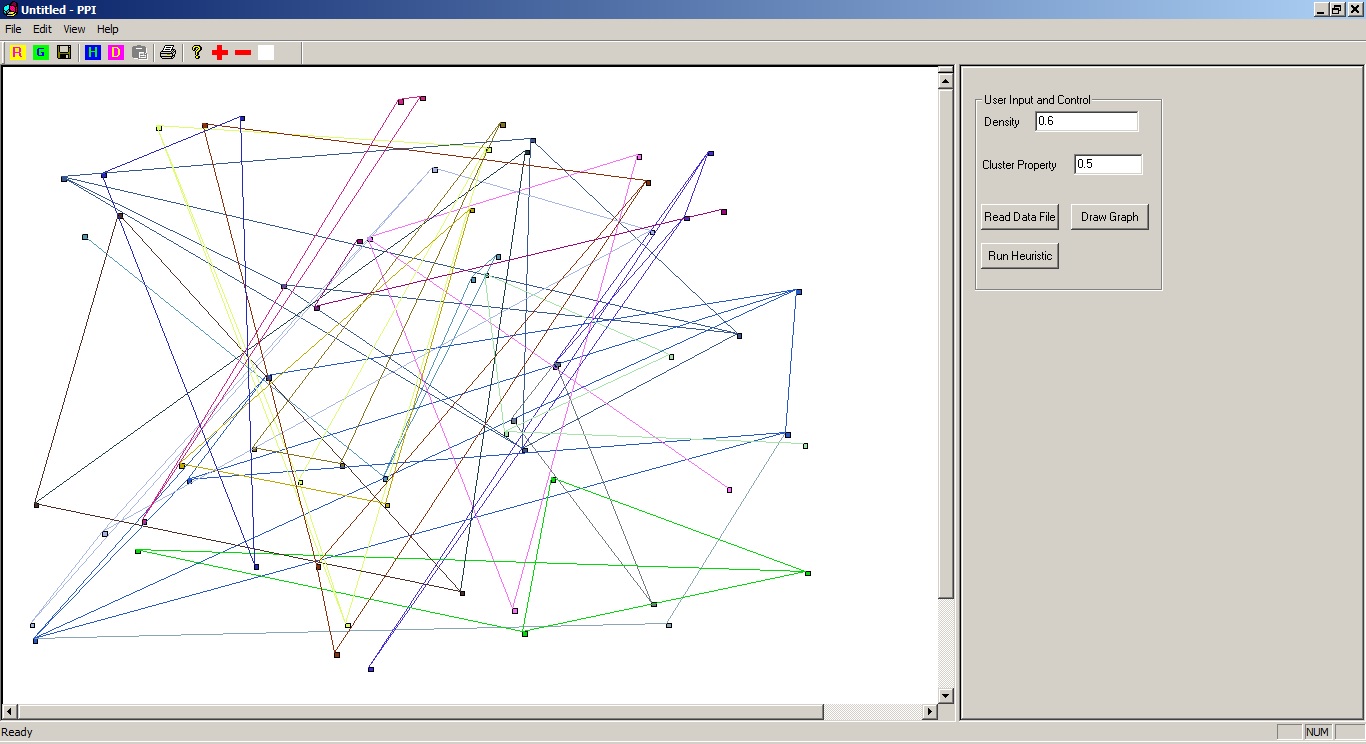 Untitled - PPI
File Edit View Help
R G H D ?
User Input and Control
Density 0.6
Cluster Property 0.5
Read Data File Draw Graph
Run Heuristic
Ready NUM